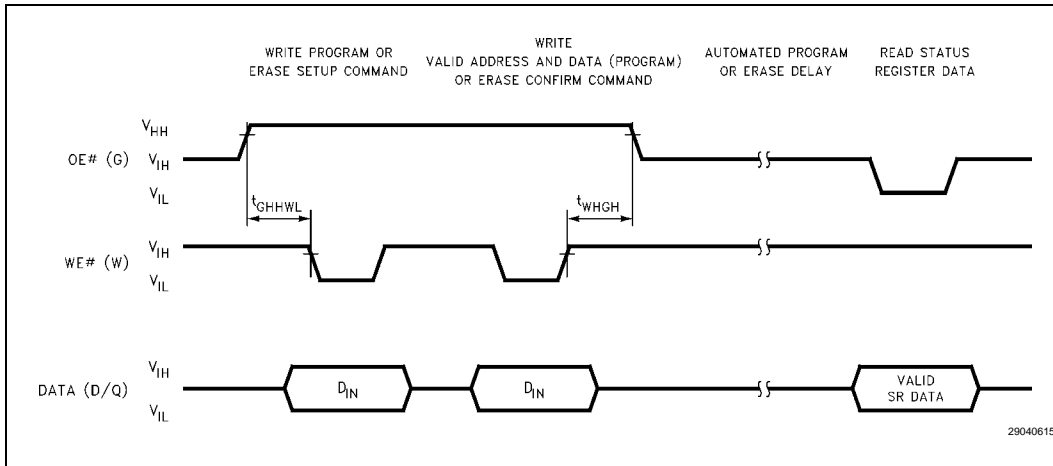 WRITE PROGRAM OR
ERASE SETUP COMMAND
WRITE
VALID ADDRESS AND DATA (PROGRAM)
OR ERASE CONFIRM COMMAND
AUTOMATED PROGRAM
OR ERASE DELAY
READ STATUS
REGISTER DATA
VHH
OE# (G)
VIH
VIL
tGHHWL
tWHGH
VIH
WE# (W)
VIL
VIH
DATA (D/Q)
DIN
DIN
VALID
SR DATA
VIL
29040615